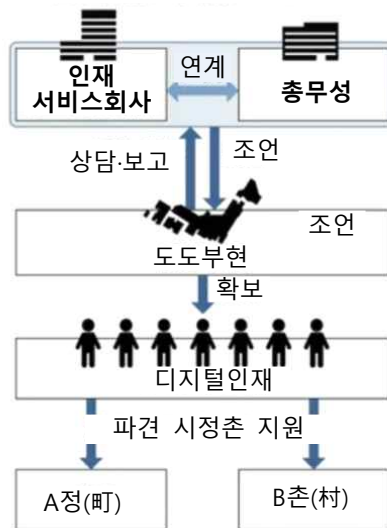 인재
서비스회사
연계
총무성
상담·보고
조언
조언
도도부현
확보
디지털인재
파견 시정촌 지원
A정(町)
B촌(村)